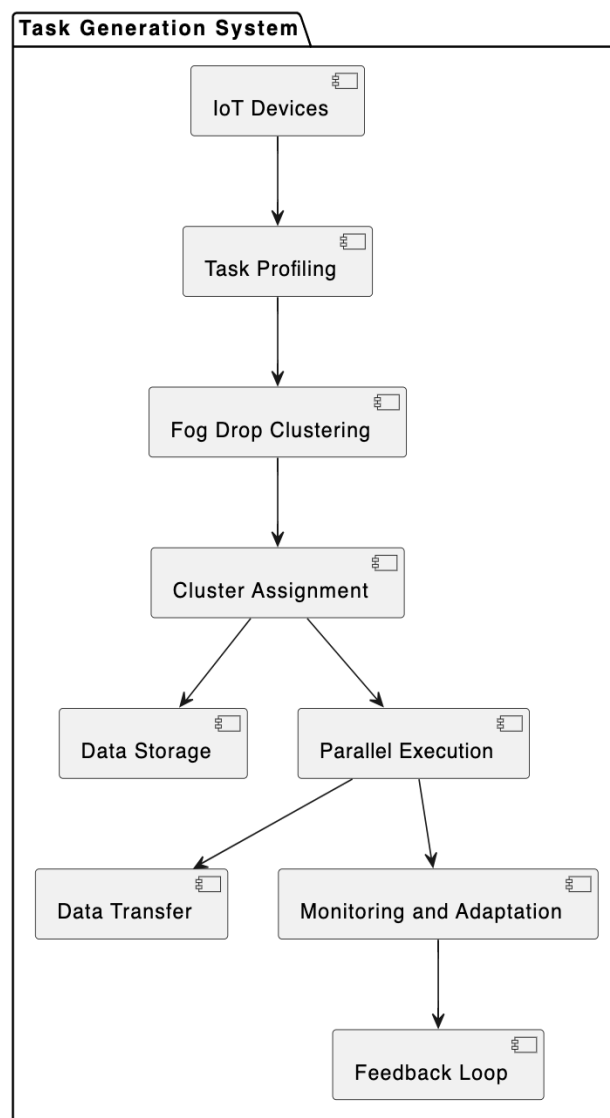 Task Generation System
IoT Devices
Task Profiling
Fog Drop Clustering
Cluster Assignment
Data Storage
Parallel Execution
Data Transfer
Monitoring and Adaptation
Feedback Loop